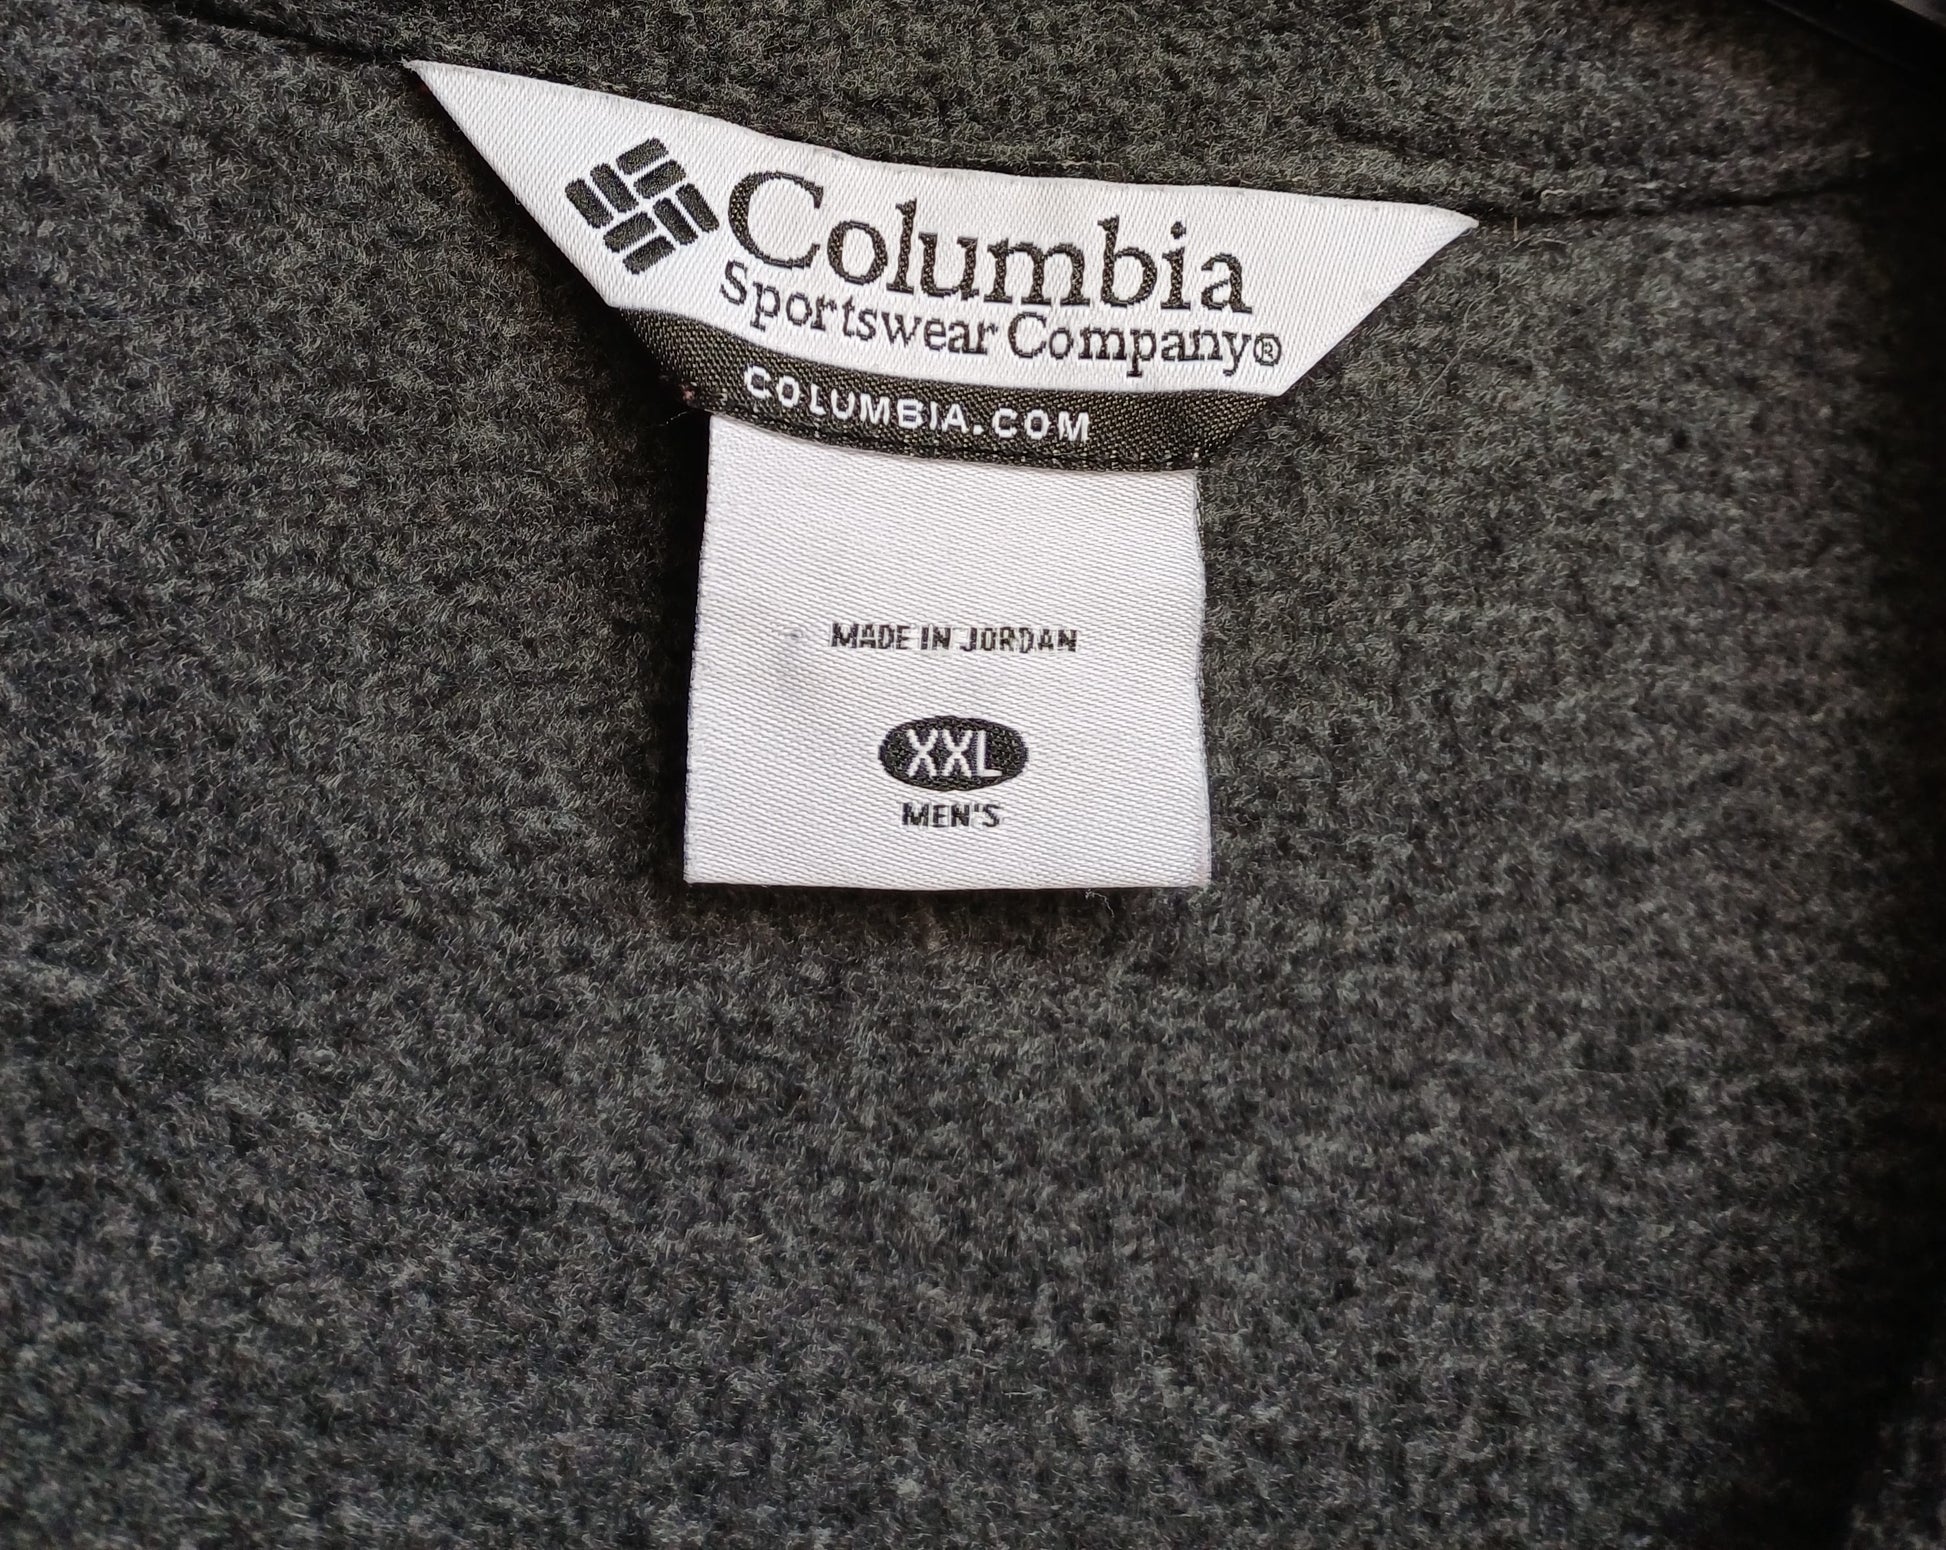 Columbia
Sportswear Company®
COLUMBIA.COM
MADE IN JORDAN
XXL
MEN'S